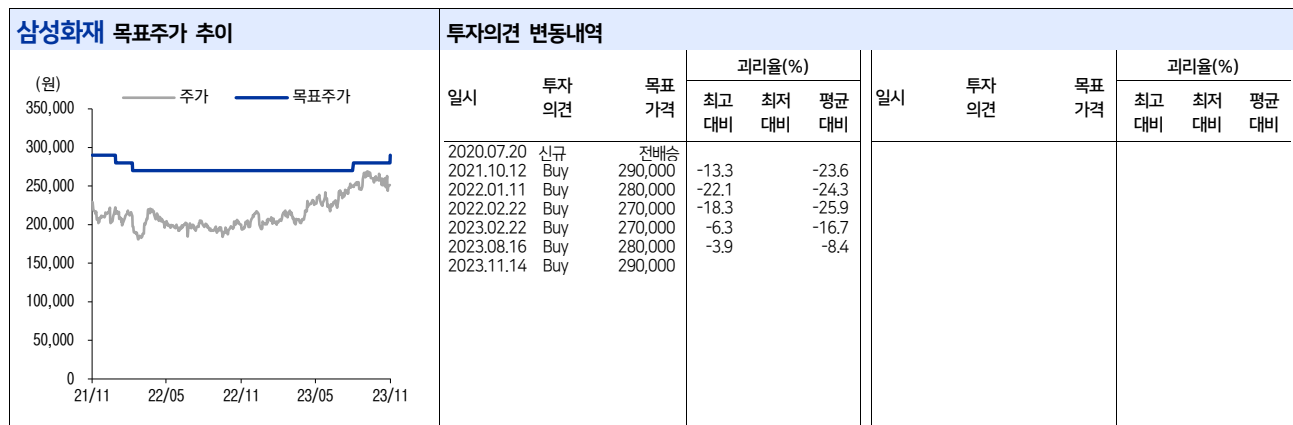 삼성화재 목표주가 추이
(원)
주가 목표주가
350,000
300,000
250,000
200,000
150,000
100,000
50,000
0
21/11 22/05 22/11 23/05 23/11
투자의견 변동내역
일시 투자의견 목표가격 괴리율(%)
최고대비 최저대비 평균대비
2020.07.20 신규 전배승
2021.10.12 Buy 290,000 -13.3 -23.6
2022.01.11 Buy 280,000 -22.1 -24.3
2022.02.22 Buy 270,000 -18.3 -25.9
2023.02.22 Buy 270,000 -6.3 -16.7
2023.08.16 Buy 280,000 -3.9 -8.4
2023.11.14 Buy 290,000
일시 투자의견 목표가격 괴리율(%)
최고대비 최저대비 평균대비